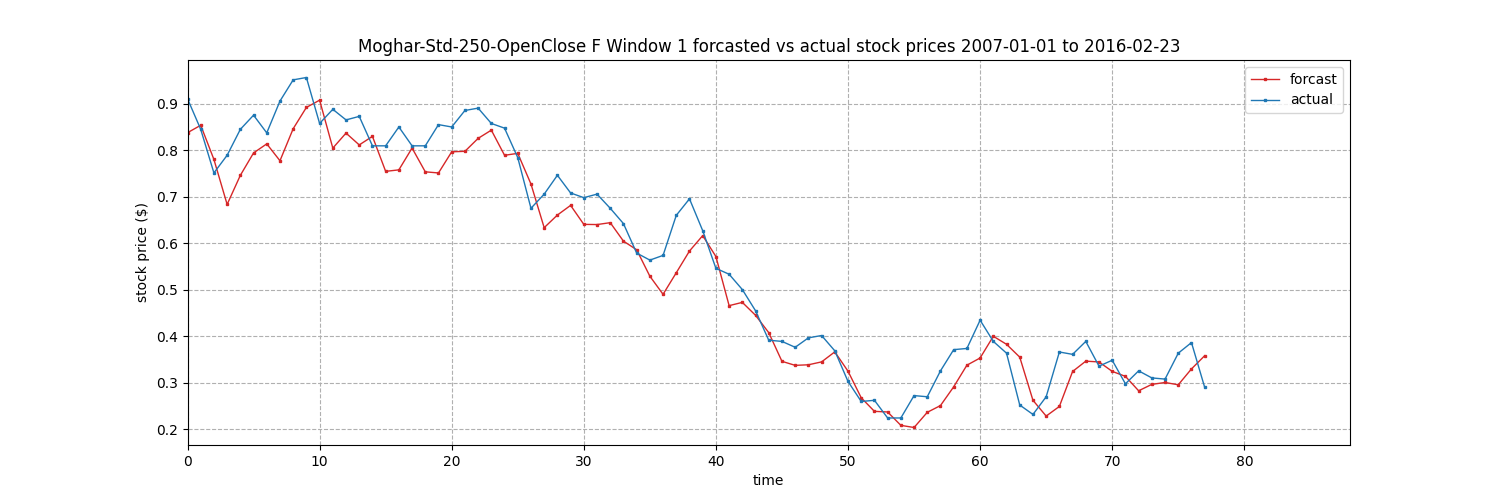 Moghar-Std-250-OpenClose F Window 1 forcasted vs actual stock prices 2007-01-01 to 2016-02-23
forcast
actual
stock price ($)
0.9
0.8
0.7
0.6
0.5
0.4
0.3
0.2
0 10 20 30 40 50 60 70 80
time